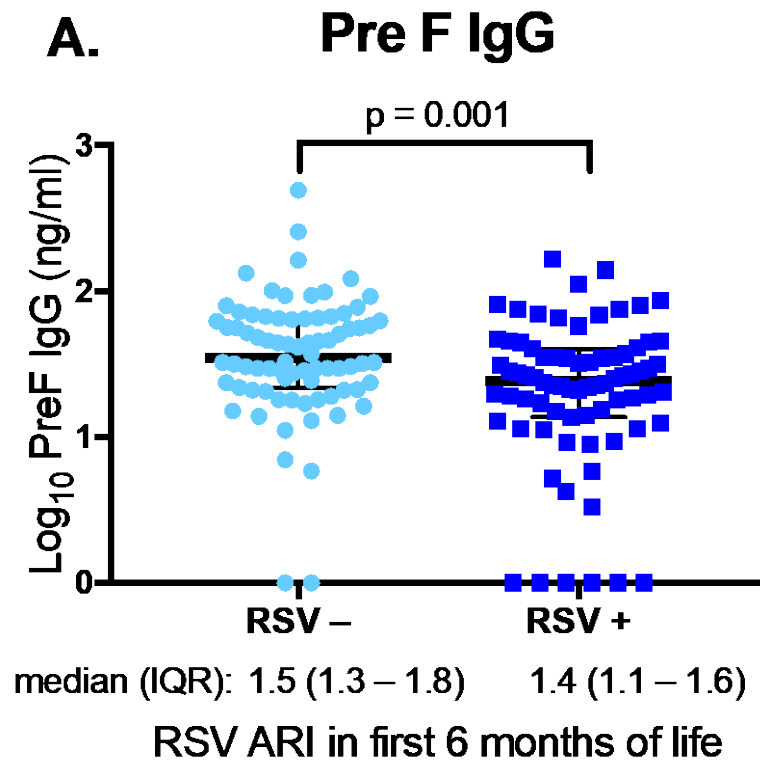 A.
Pre F IgG
p = 0.001
Log10 PreF IgG (ng/ml)
3
2
1
0
RSV –
RSV +
median (IQR): 1.5 (1.3 – 1.8) 1.4 (1.1 – 1.6)
RSV ARI in first 6 months of life